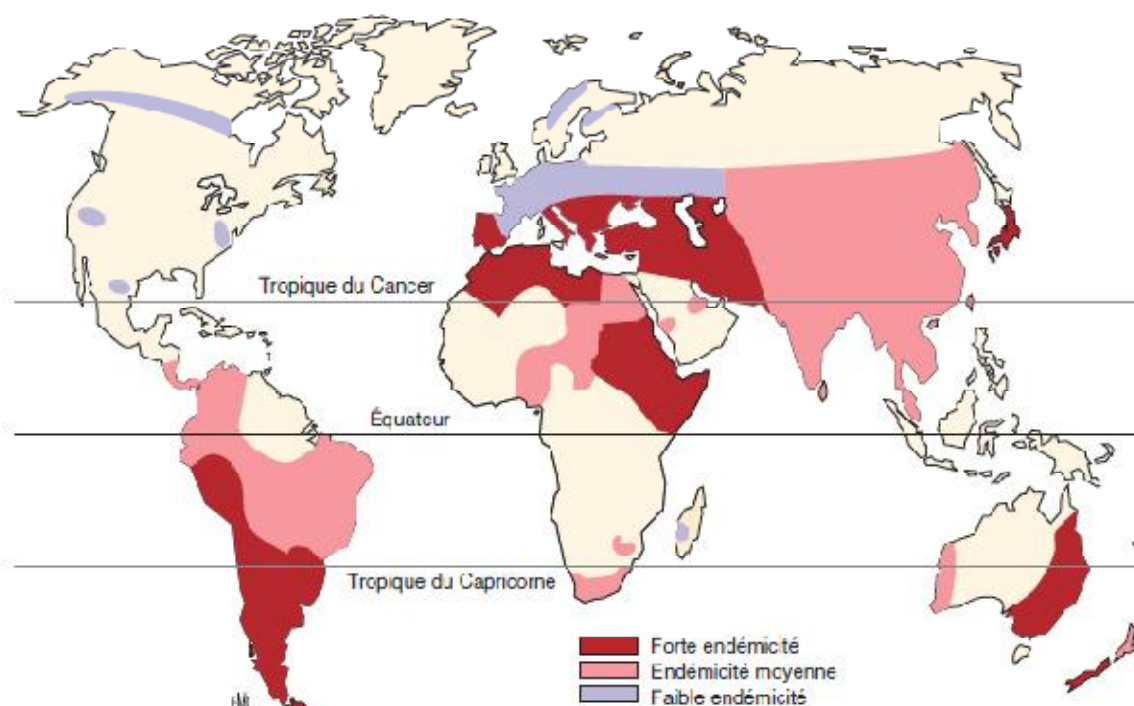 Tropique du Cancer
Équateur
Tropique du Capricorne
Forte endémicité
Endémicité moyenne
Faible endémicité